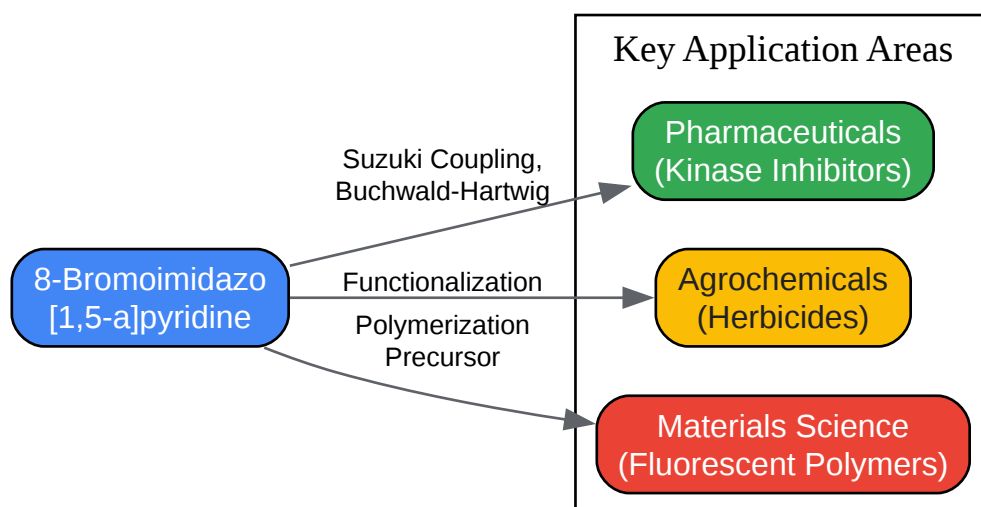 Key Application Areas
Pharmaceuticals
(Kinase Inhibitors)
Suzuki Coupling,
Buchwald-Hartwig
8-Bromoimidazo
[1,5-a]pyridine
Functionalization
Agrochemicals
(Herbicides)
Polymerization
Precursor
Materials Science
(Fluorescent Polymers)